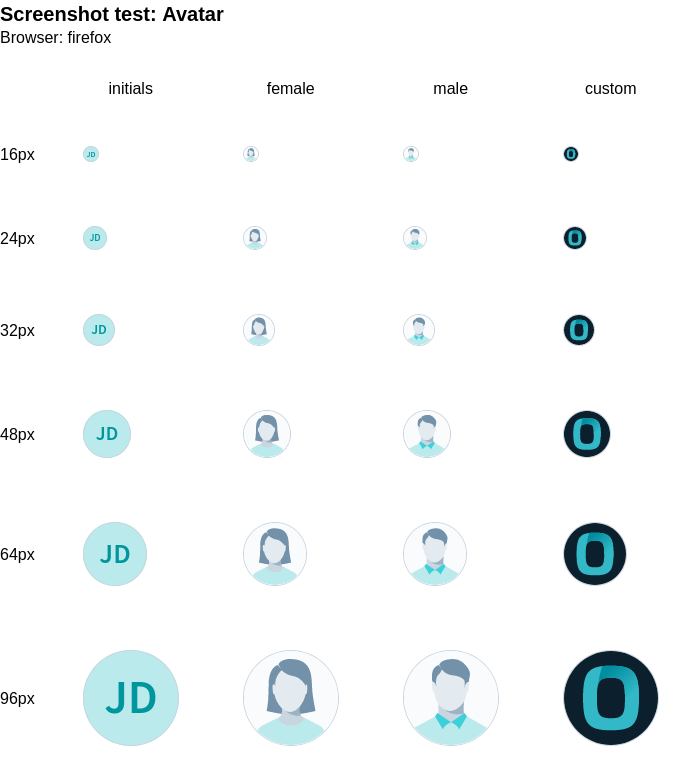 Screenshot test: Avatar
Browser: firefox
initials female male custom
16px JD
24px JD
32px JD
48px JD
64px JD
96px JD